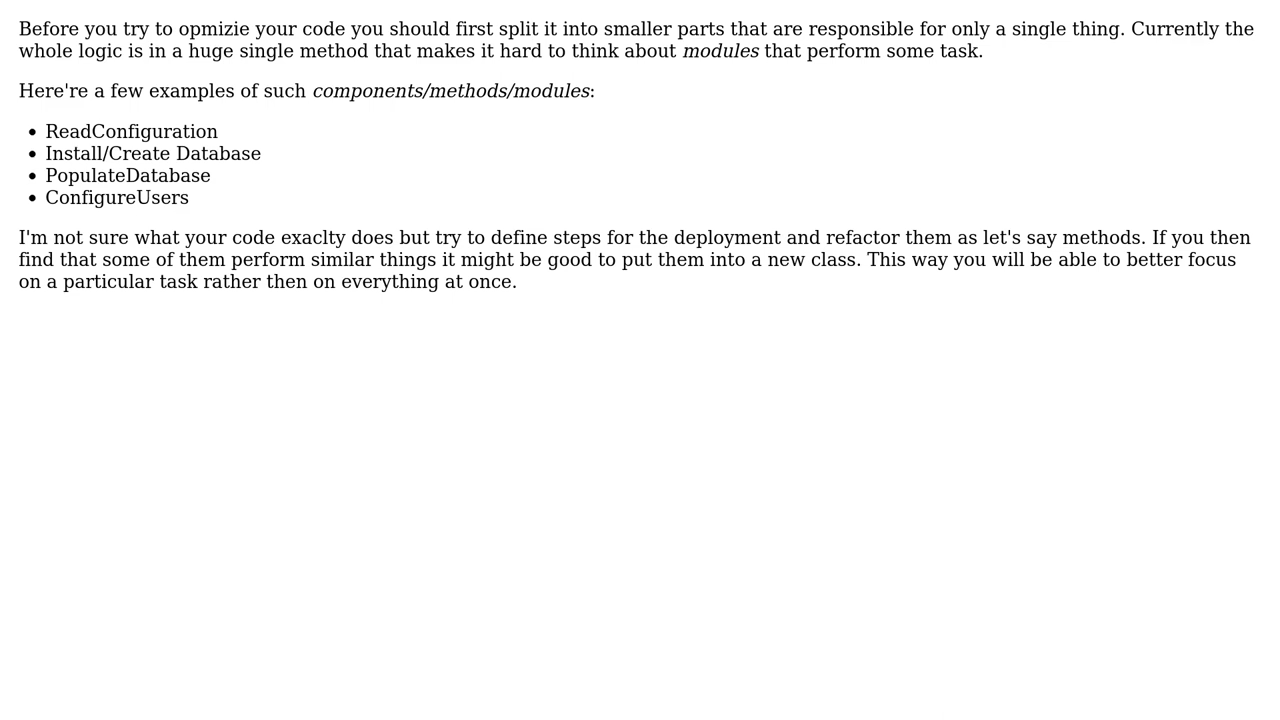 Before you try to opmizie your code you should first split it into smaller parts that are responsible for only a single thing. Currently the
whole logic is in a huge single method that makes it hard to think about modules that perform some task.
Here're a few examples of such components/methods/modules:
• ReadConfiguration
• Install/Create Database
• PopulateDatabase
• ConfigureUsers
I'm not sure what your code exaclty does but try to define steps for the deployment and refactor them as let's say methods. If you then
find that some of them perform similar things it might be good to put them into a new class. This way you will be able to better focus
on a particular task rather then on everything at once.